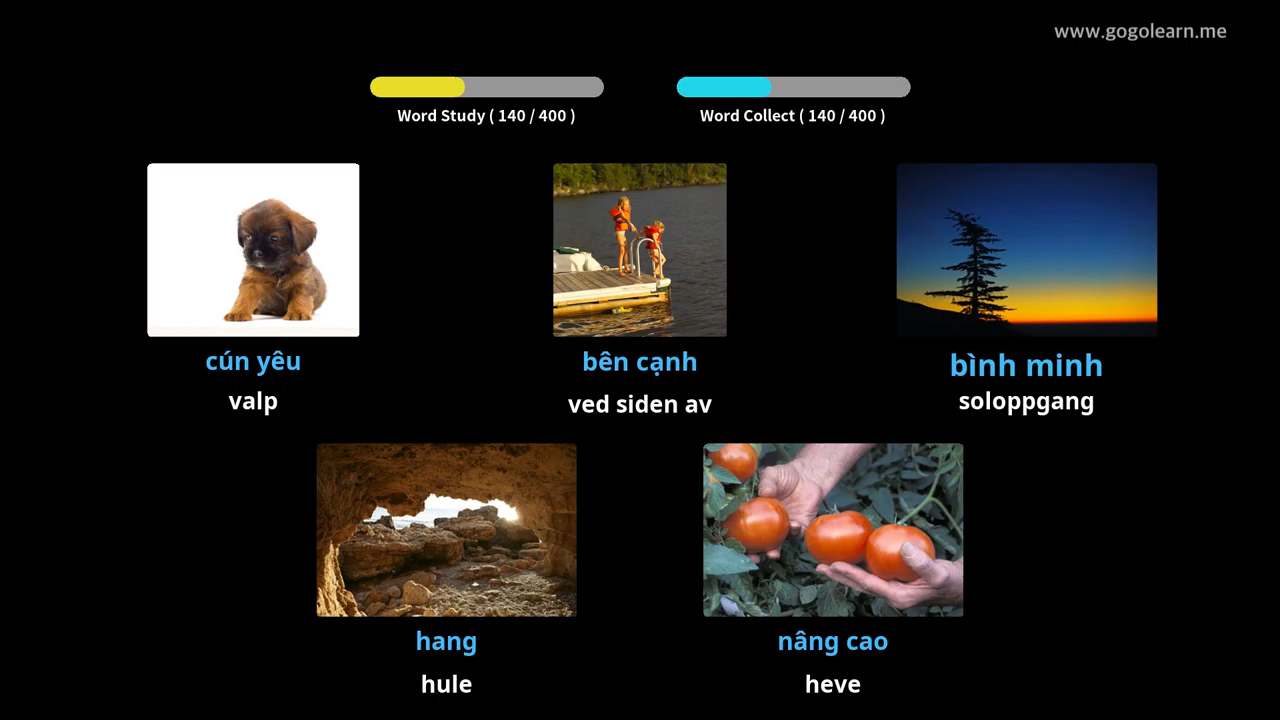 www.gogolearn.me
Word Study ( 140 / 400 )
Word Collect ( 140 / 400 )
cún yêu
valp
bên cạnh
ved siden av
bình minh
soloppgang
hang
hule
nâng cao
heve